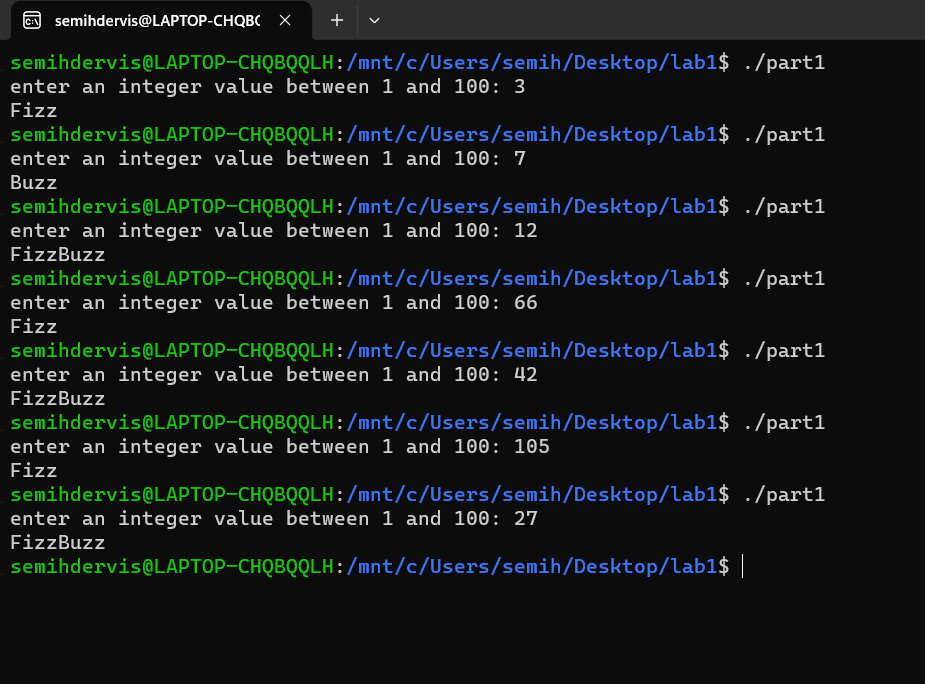 semihdervis@LAPTOP-CHQBQ
semihdervis@LAPTOP-CHQBQQLH:/mnt/c/Users/semih/Desktop/lab1$ ./part1
enter an integer value between 1 and 100: 3
Fizz
semihdervis@LAPTOP-CHQBQQLH:/mnt/c/Users/semih/Desktop/lab1$ ./part1
enter an integer value between 1 and 100: 7
Buzz
semihdervis@LAPTOP-CHQBQQLH:/mnt/c/Users/semih/Desktop/lab1$ ./part1
enter an integer value between 1 and 100: 12
FizzBuzz
semihdervis@LAPTOP-CHQBQQLH:/mnt/c/Users/semih/Desktop/lab1$ ./part1
enter an integer value between 1 and 100: 66
Fizz
semihdervis@LAPTOP-CHQBQQLH:/mnt/c/Users/semih/Desktop/lab1$ ./part1
enter an integer value between 1 and 100: 42
FizzBuzz
semihdervis@LAPTOP-CHQBQQLH:/mnt/c/Users/semih/Desktop/lab1$ ./part1
enter an integer value between 1 and 100: 105
Fizz
semihdervis@LAPTOP-CHQBQQLH:/mnt/c/Users/semih/Desktop/lab1$ ./part1
enter an integer value between 1 and 100: 27
FizzBuzz
semihdervis@LAPTOP-CHQBQQLH:/mnt/c/Users/semih/Desktop/lab1$